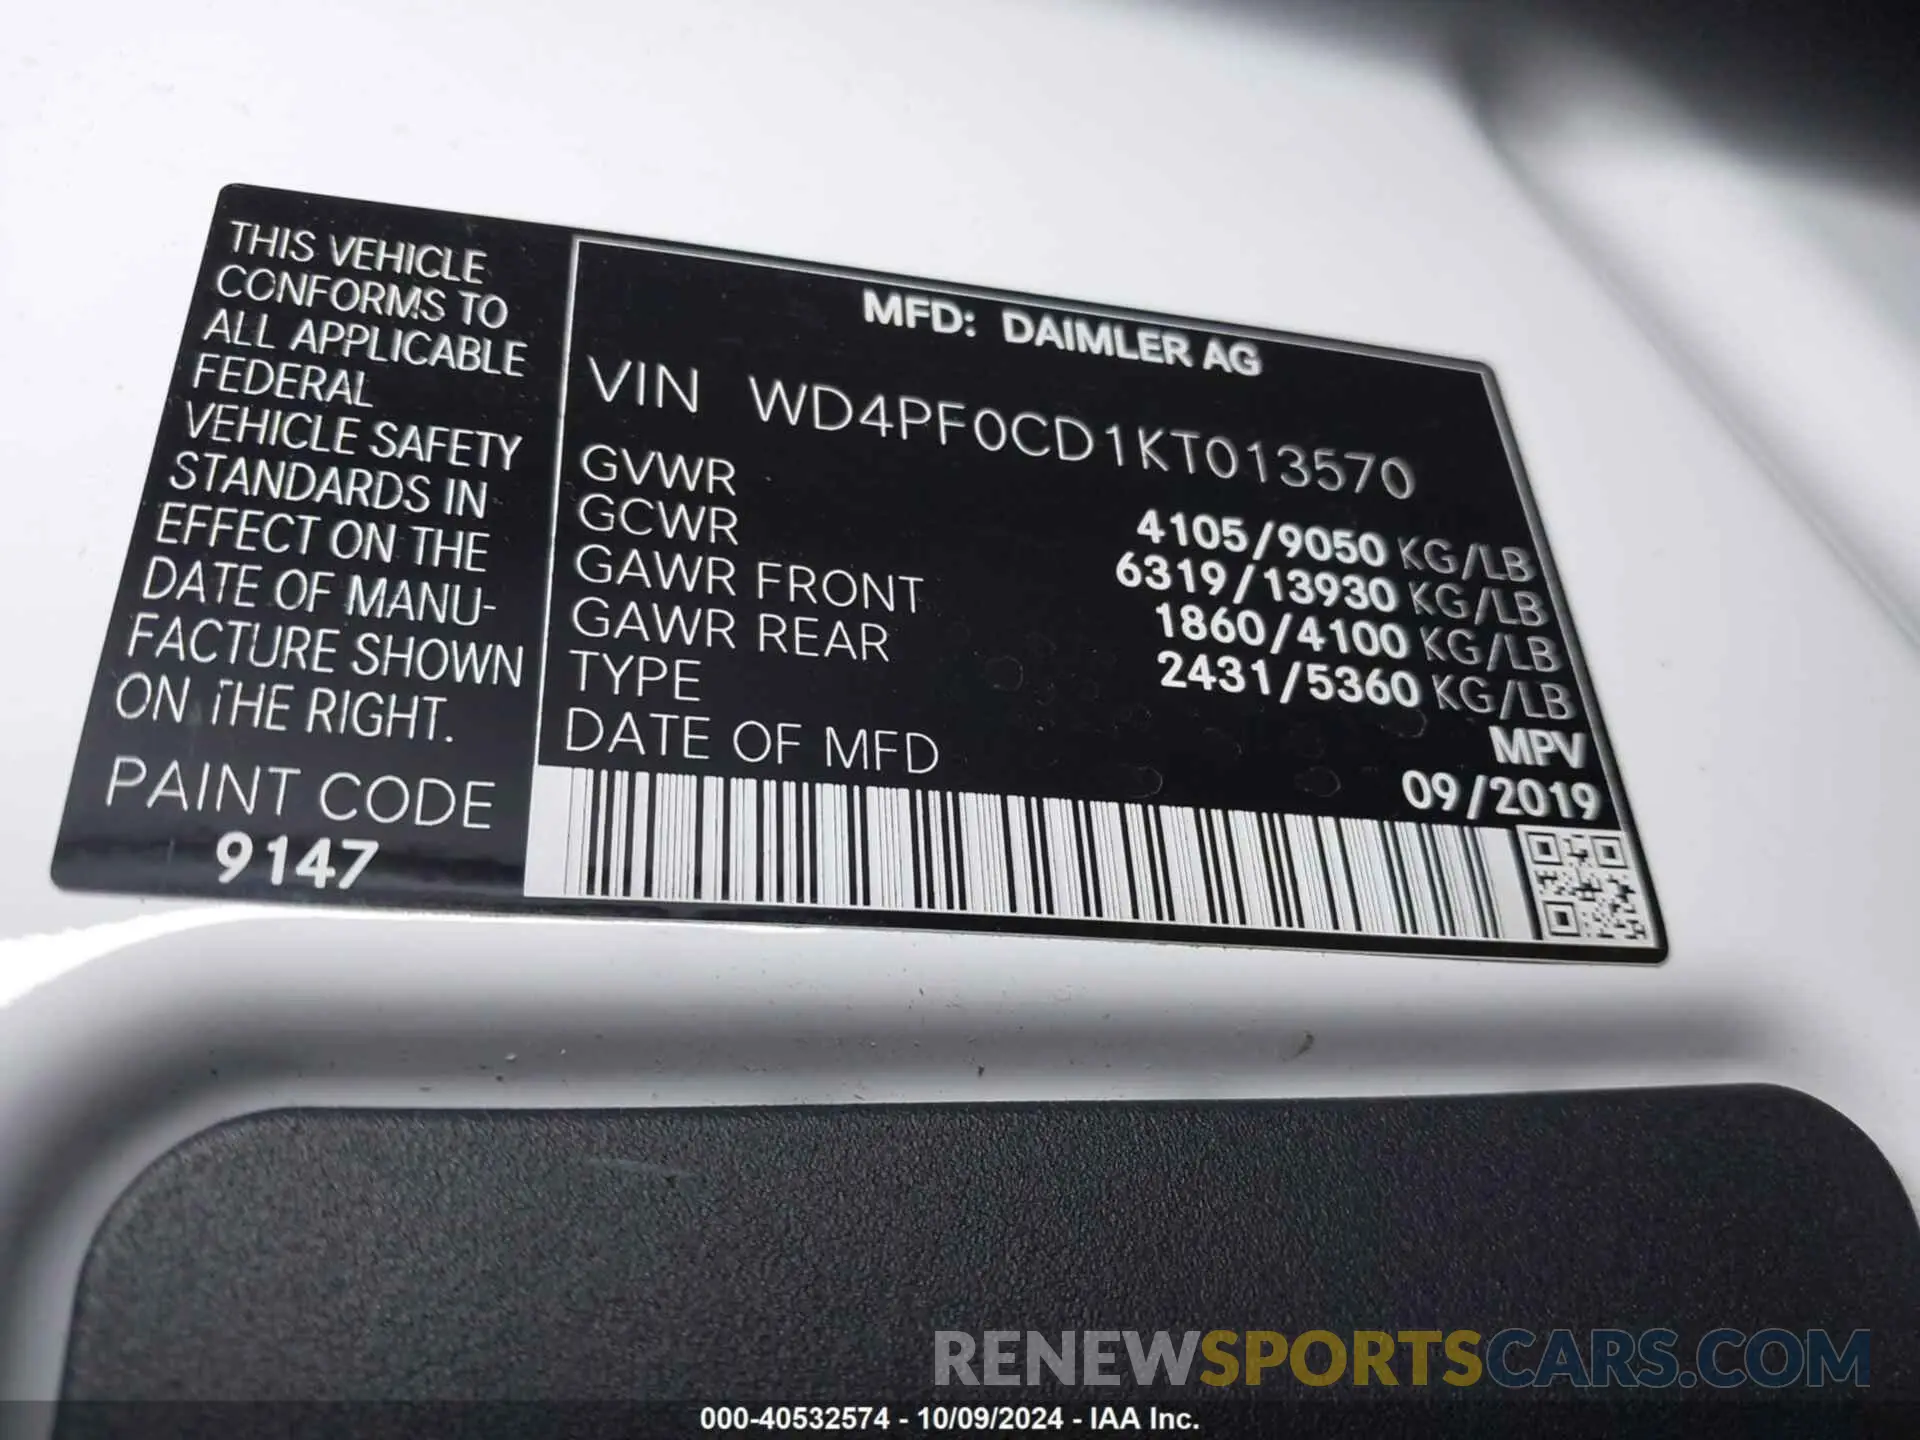 THIS VEHICLE
CONFORMS TO
ALL APPLICABLE
FEDERAL
VEHICLE SAFETY
STANDARDS IN
EFFECT ON THE
DATE OF MANU-
FACTURE SHOWN
ON THE RIGHT.
PAINT CODE
9147
MFD: DAIMLER AG
VIN WD4PF0CD1KT013570
GVWR 4105/9050 KG/LB
GCWR 6319/13930 KG/LB
GAWR FRONT 1860/4100 KG/LB
GAWR REAR 2431/5360 KG/LB
TYPE MPV
DATE OF MFD 09/2019
RENEWSPORTSCARS.COM
000-40532574 - 10/09/2024 - IAA Inc.